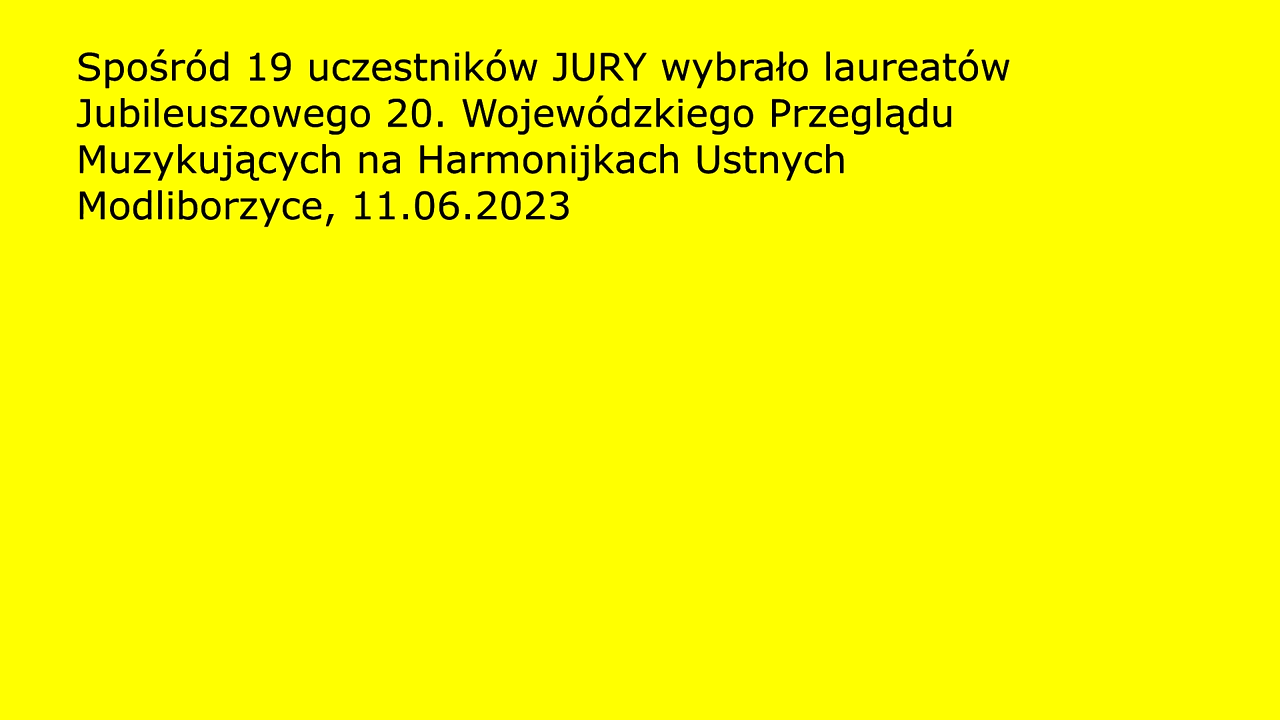 Spośród 19 uczestników JURY wybrało laureatów
Jubileuszowego 20. Wojewódzkiego Przeglądu
Muzykujących na Harmonijkach Ustnych
Modliborzyce, 11.06.2023